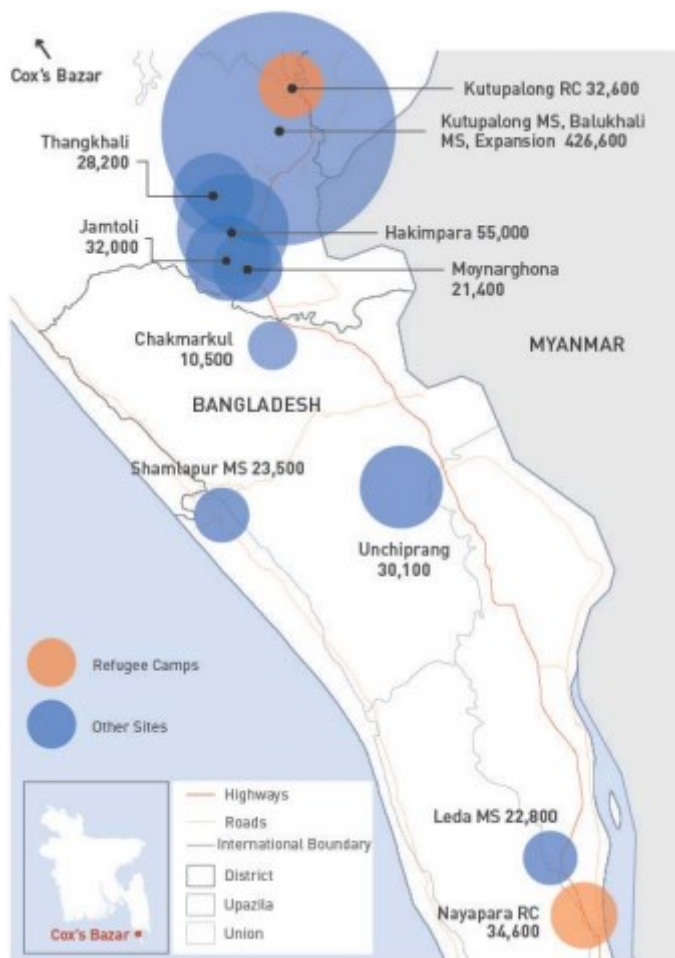 Cox's Bazar
Kutupalong RC 32,600
Kutupalong MS, Balukhali
MS, Expansion 426,600
Thangkhali
28,200
Hakimpara 55,000
Jamtoli
32,000
Moynarghona
21,400
Chakmarkul
10,500
MYANMAR
BANGLADESH
Shamlapur MS 23,500
Unchiprang
30,100
Refugee Camps
Other Sites
Highways
Roads
International Boundary
District
Upazila
Union
Cox's Bazar
Leda MS 22,800
Nayapara RC
34,600